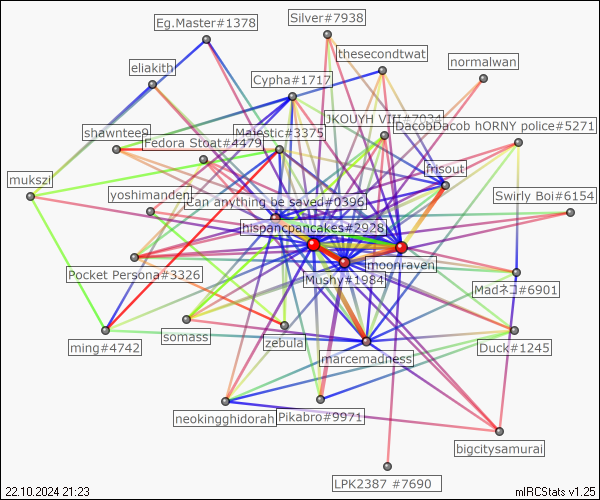 Eg.Master#1378
Silver#7938
thesecondtwat
normalwan
eliakith
Cypha#1717
JKOUYH VIII#7934
DacobDacob hORNY police#5271
shawntee9
Majestic#3375
Fedora Stoat#4479
frisout
mukszi
yoshimanden
Can anything be saved#0396
Swirly Boi#6154
hispancpancakes#2928
moonraven
Pocket Persona#3326
Mushy#1984
Madネコ#6901
somass
zebula
ming#4742
Duck#1245
marcemadness
neokingghidorah
Pikabro#9971
bigcitysamurai
LPK2387 #7690
22.10.2024 21:23
mIRCStats v1.25